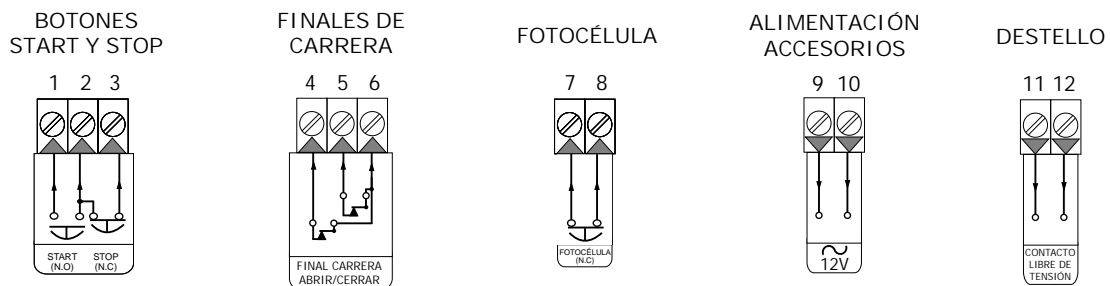 BOTONES
START Y STOP
1 2 3
START
(N.O)
STOP
(N.C)
FINALES DE
CARRERA
4 5 6
FINAL CARRERA
ABRIR/CERRAR
FOTOCÉLULA
7 8
FOTOCÉLULA
(N.C)
ALIMENTACIÓN
ACCESORIOS
9 10
12V
DESTELLO
11 12
CONTACTO
LIBRE DE
TENSIÓN